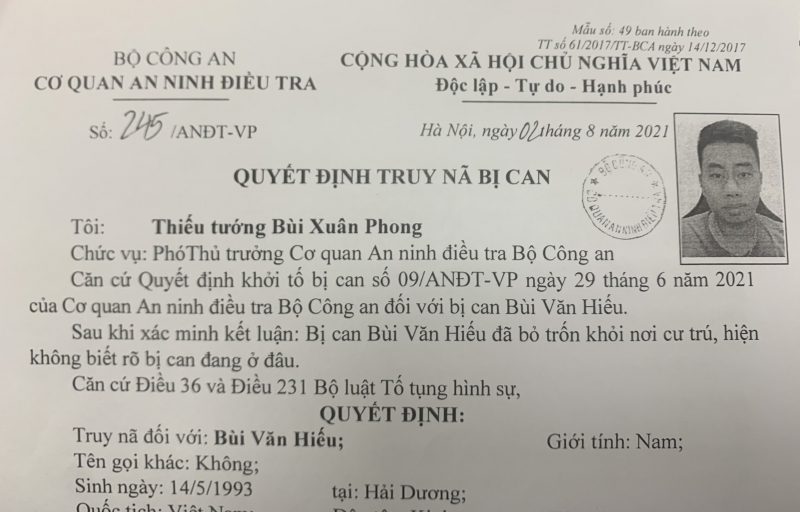 Mẫu số: 49 ban hành theo
TT số 61/2017/TT-BCA ngày 14/12/2017
BỘ CÔNG AN
CƠ QUAN AN NINH ĐIỀU TRA
CỘNG HÒA XÃ HỘI CHỦ NGHĨA VIỆT NAM
Độc lập - Tự do - Hạnh phúc
Số: 245 /ANĐT-VP
Hà Nội, ngày 02 tháng 8 năm 2021
QUYẾT ĐỊNH TRUY NÃ BỊ CAN
Tôi: Thiếu tướng Bùi Xuân Phong
Chức vụ: PhóThủ trưởng Cơ quan An ninh điều tra Bộ Công an
Căn cứ Quyết định khởi tố bị can số 09/ANĐT-VP ngày 29 tháng 6 năm 2021
của Cơ quan An ninh điều tra Bộ Công an đối với bị can Bùi Văn Hiếu.
Sau khi xác minh kết luận: Bị can Bùi Văn Hiếu đã bỏ trốn khỏi nơi cư trú, hiện
không biết rõ bị can đang ở đâu.
Căn cứ Điều 36 và Điều 231 Bộ luật Tố tụng hình sự,
QUYẾT ĐỊNH:
Truy nã đối với: Bùi Văn Hiếu; Giới tính: Nam;
Tên gọi khác: Không;
Sinh ngày: 14/5/1993 tại: Hải Dương;
Quốc tịch: Việt Nam